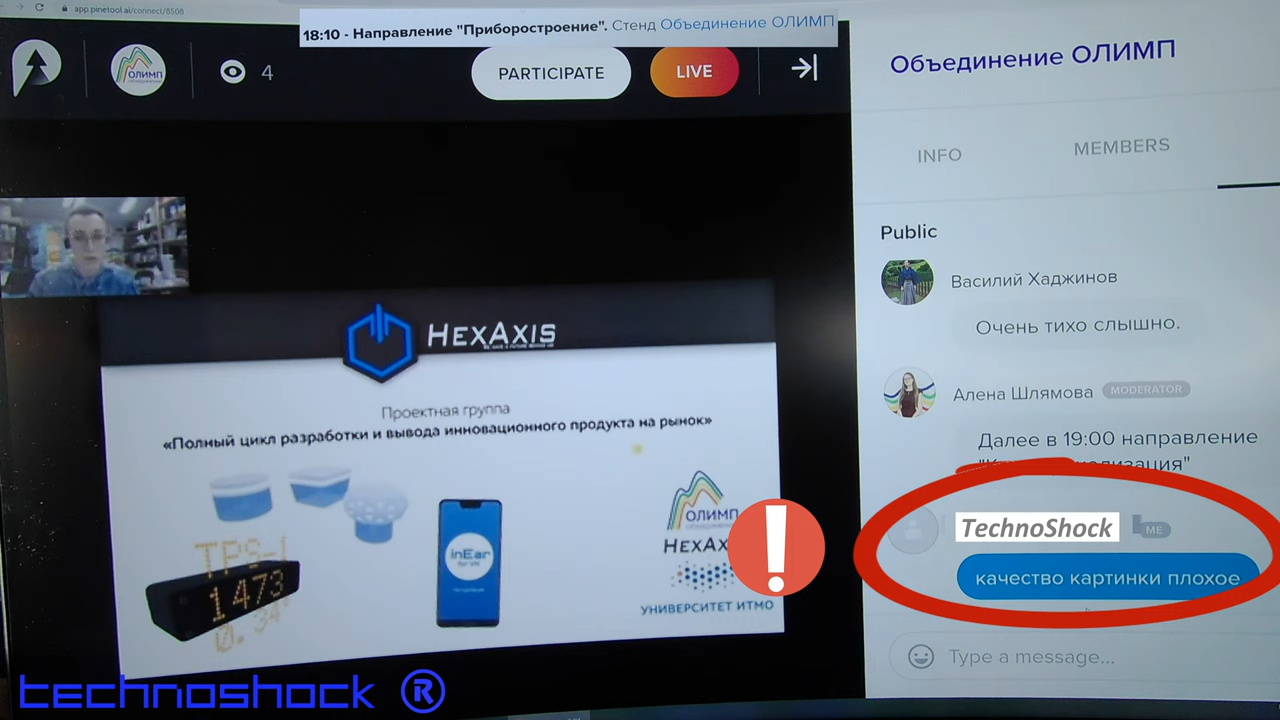 app.pinetool.ai/connect/8508
18:10 - Направление "Приборостроение". Стенд Объединение ОЛИМП
ОЛИМП
4
PARTICIPATE
LIVE
Объединение ОЛИМП
INFO
MEMBERS
Public
Василий Хаджинов
Очень тихо слышно.
Алена Шлямова MODERATOR
Далее в 19:00 направление
TechnoShock ME
качество картинки плохое
Type a message...
HEXAXIS
Проектная группа
«Полный цикл разработки и вывода инновационного продукта на рынок»
TPS-1
1473
inEar
ОЛИМП
HEXAX
УНИВЕРСИТЕТ ИТМО
technoshock ®